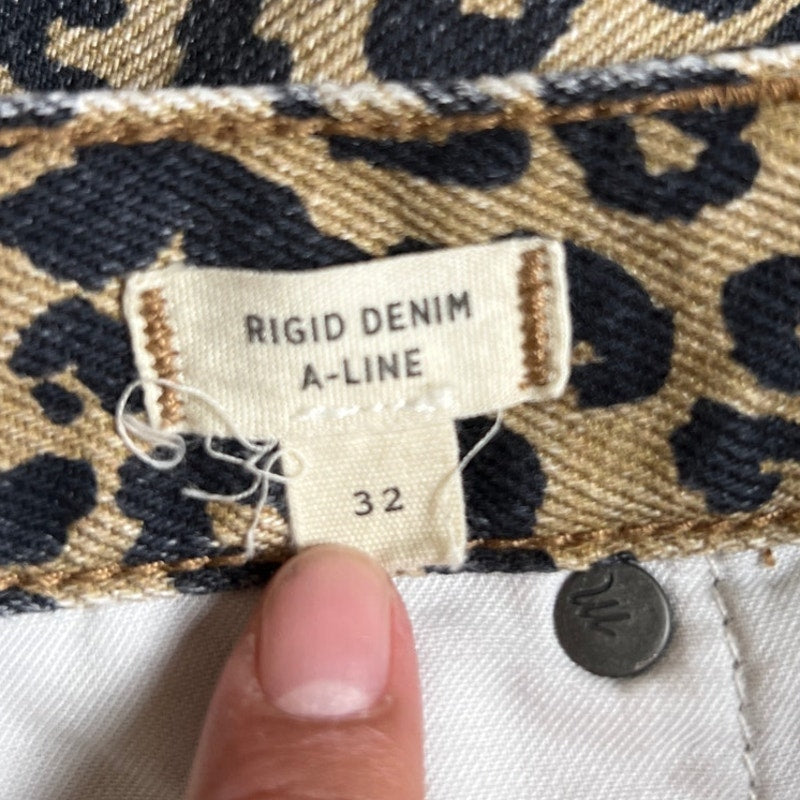 RIGID DENIM
A-LINE
32
M